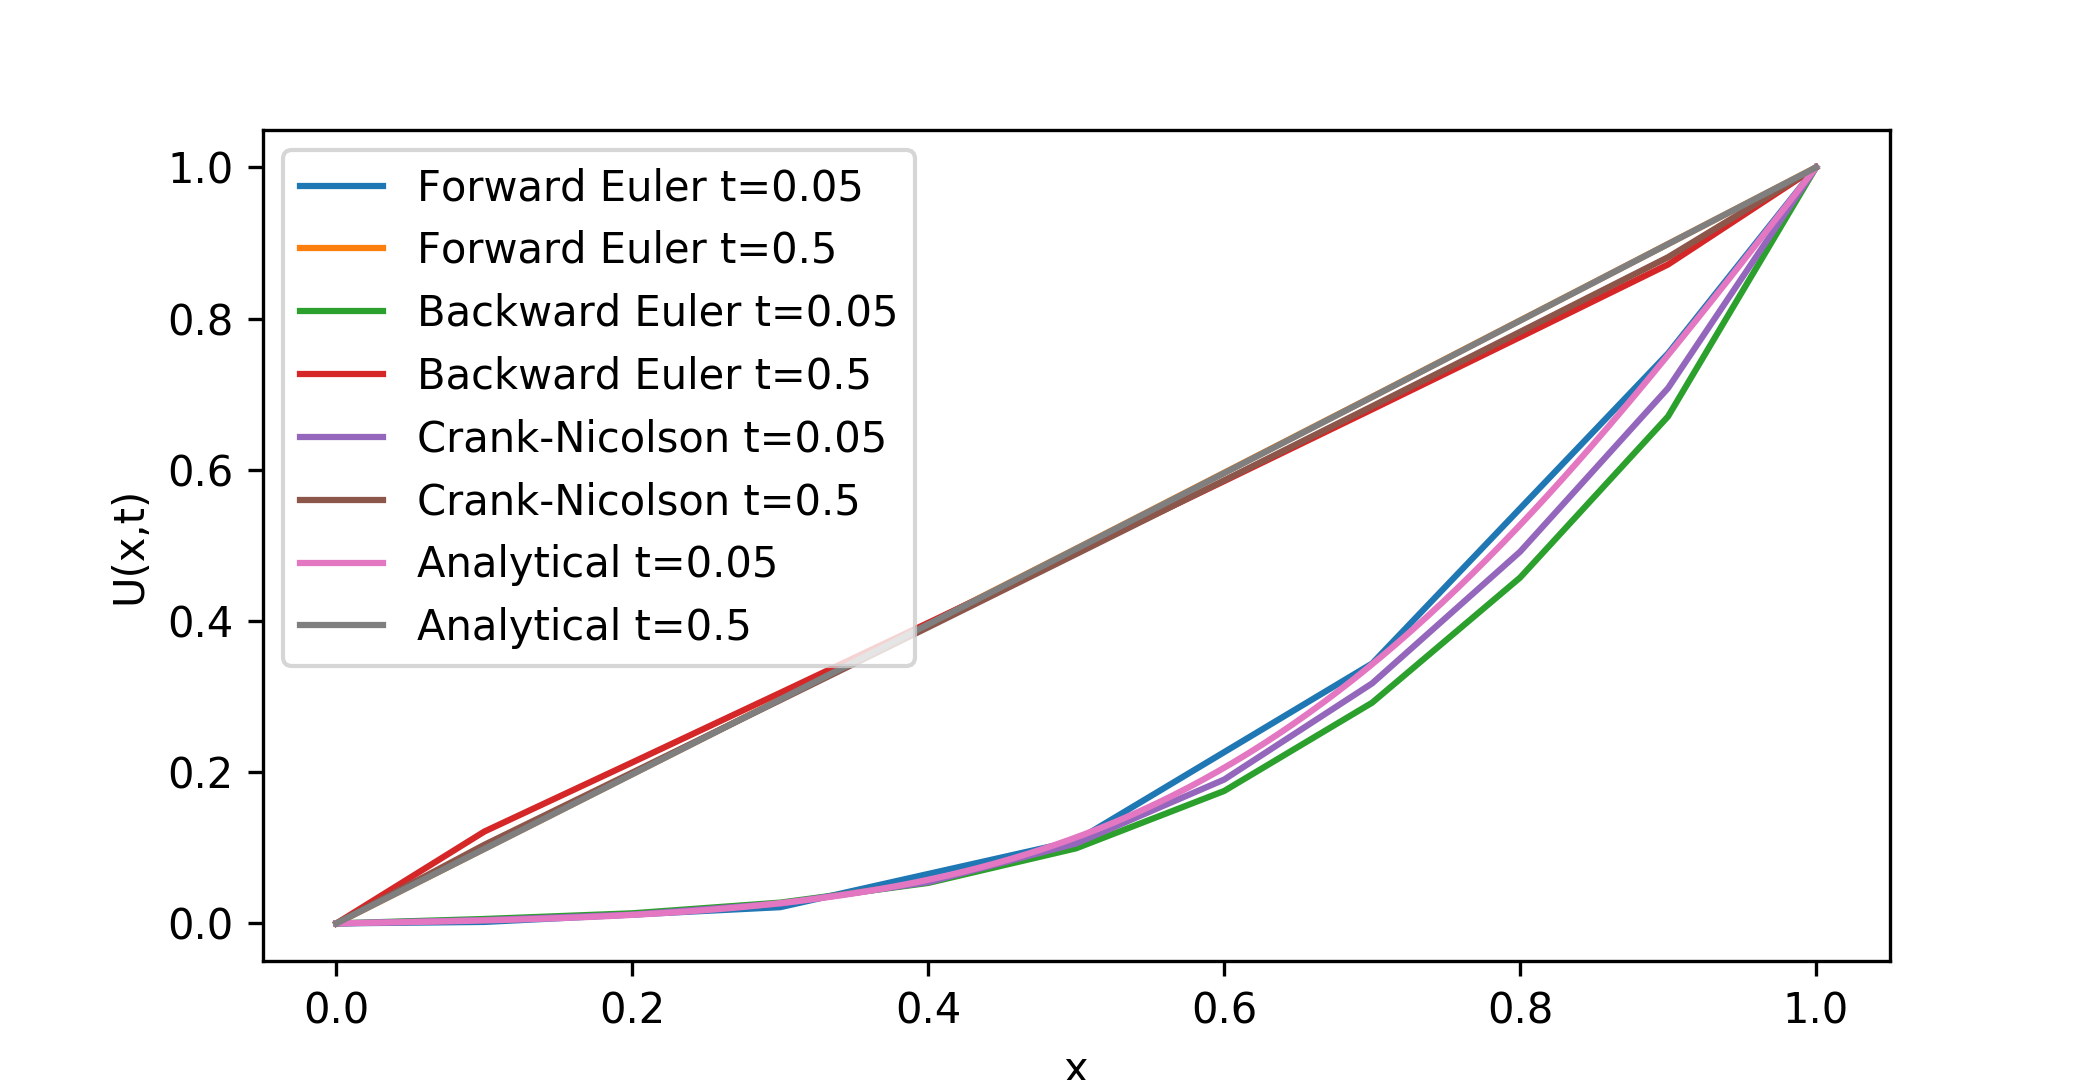 1.0
0.8
0.6
0.4
0.2
0.0
U(x,t)
Forward Euler t=0.05
Forward Euler t=0.5
Backward Euler t=0.05
Backward Euler t=0.5
Crank-Nicolson t=0.05
Crank-Nicolson t=0.5
Analytical t=0.05
Analytical t=0.5
0.0 0.2 0.4 0.6 0.8 1.0
x